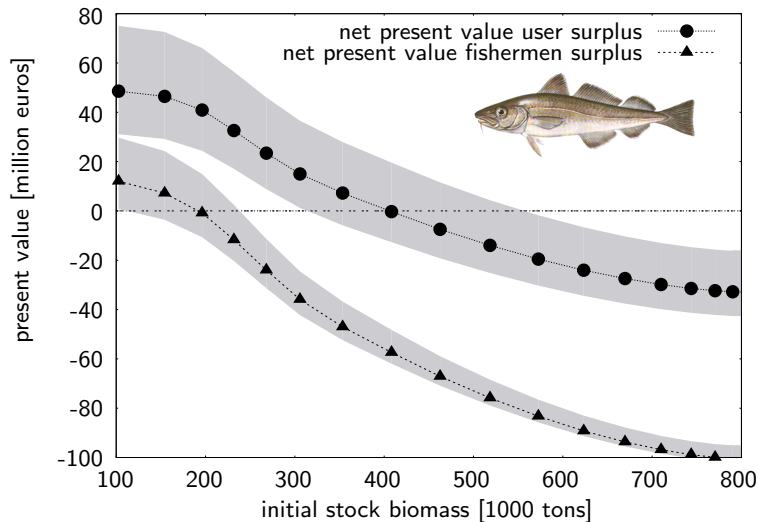 80
60
40
20
0
-20
-40
-60
-80
-100
100 200 300 400 500 600 700 800
present value [million euros]
initial stock biomass [1000 tons]
net present value user surplus
net present value fishermen surplus